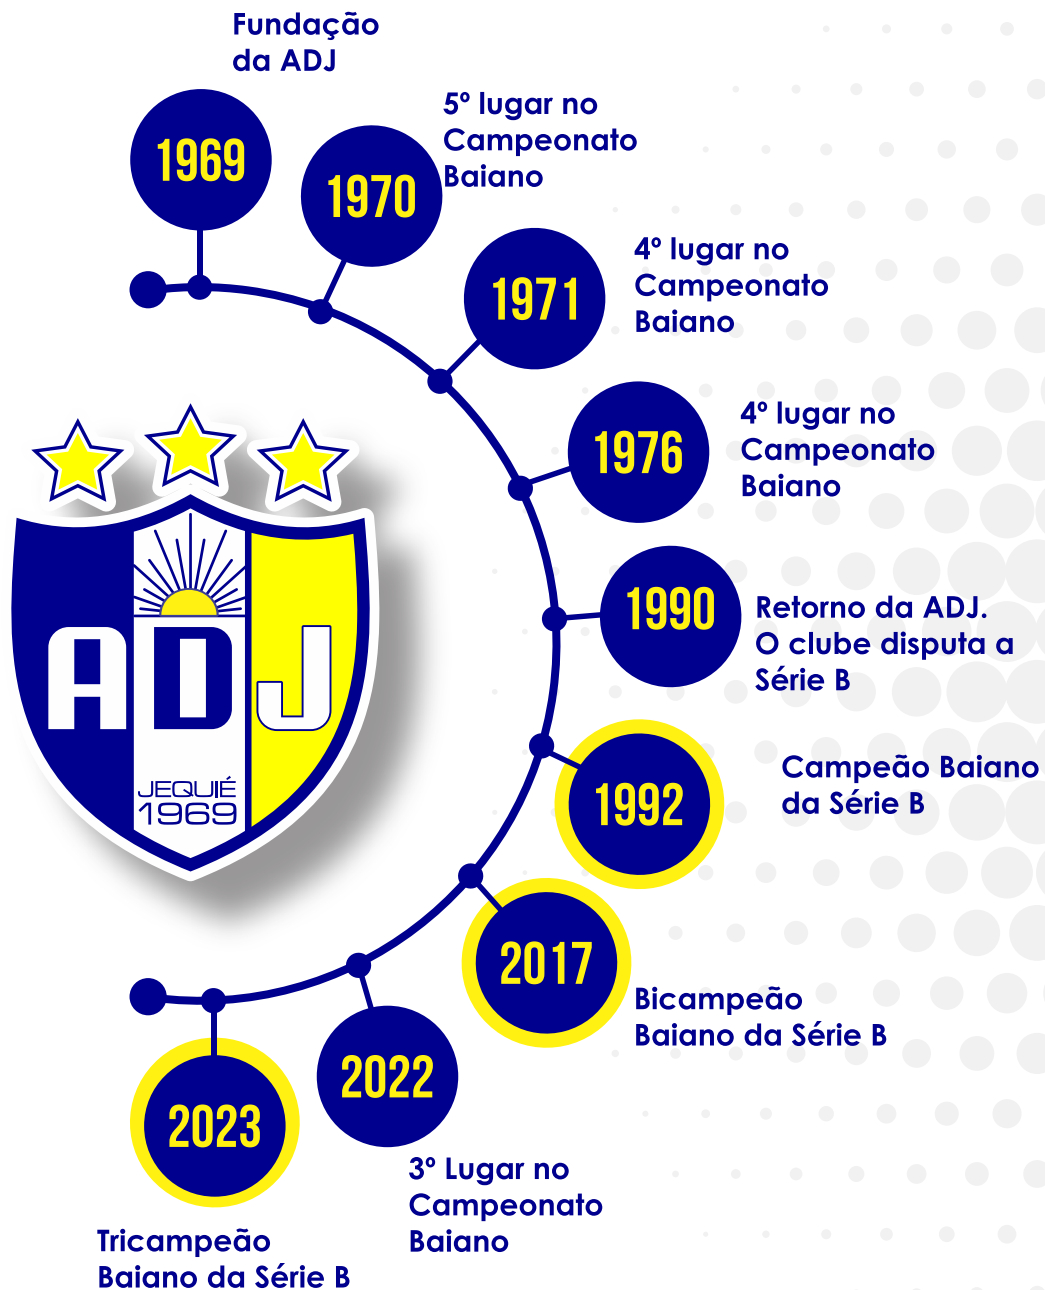 Fundação
da ADJ
1969
5º lugar no
Campeonato
Baiano
1970
4º lugar no
Campeonato
Baiano
1971
4º lugar no
Campeonato
Baiano
1976
1990
Retorno da ADJ.
O clube disputa a
Série B
ADJ
JEQUIÉ
1969
Campeão Baiano
da Série B
1992
2017
Bicampeão
Baiano da Série B
2022
3º Lugar no
Campeonato
Baiano
2023
Tricampeão
Baiano da Série B